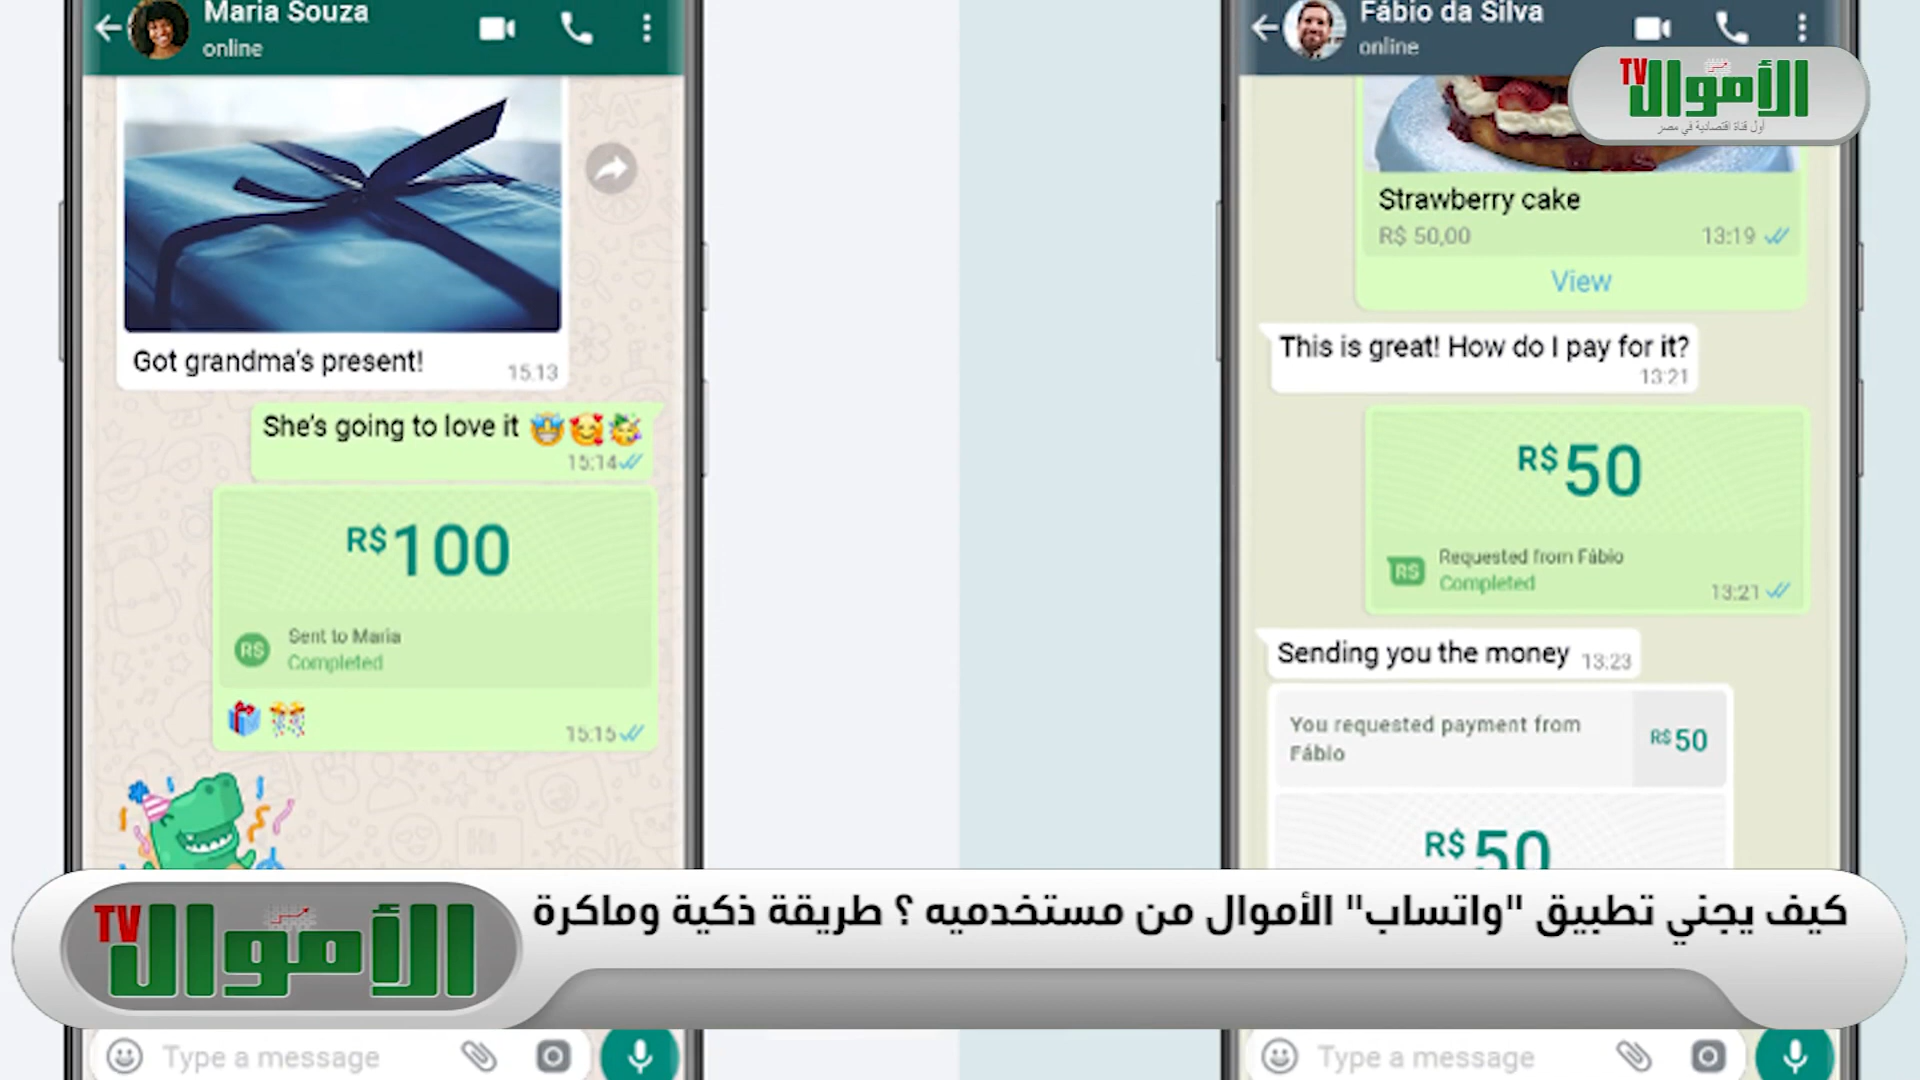 Maria Souza
online
Got grandma's present!
15:13
She's going to love it
15:14
R$100
RS
Sent to Maria
Completed
15:15
Type a message
Fábio da Silva
online
TV الأموال
أول قناة اقتصادية في مصر
Strawberry cake
R$ 50,00
13:19
View
This is great! How do I pay for it?
13:21
R$50
RS
Requested from Fábio
Completed
13:21
Sending you the money
13:23
You requested payment from
Fábio
R$50
R$50
Type a message
كيف يجني تطبيق "واتساب" الأموال من مستخدميه ؟ طريقة ذكية وماكرة
TV الأموال